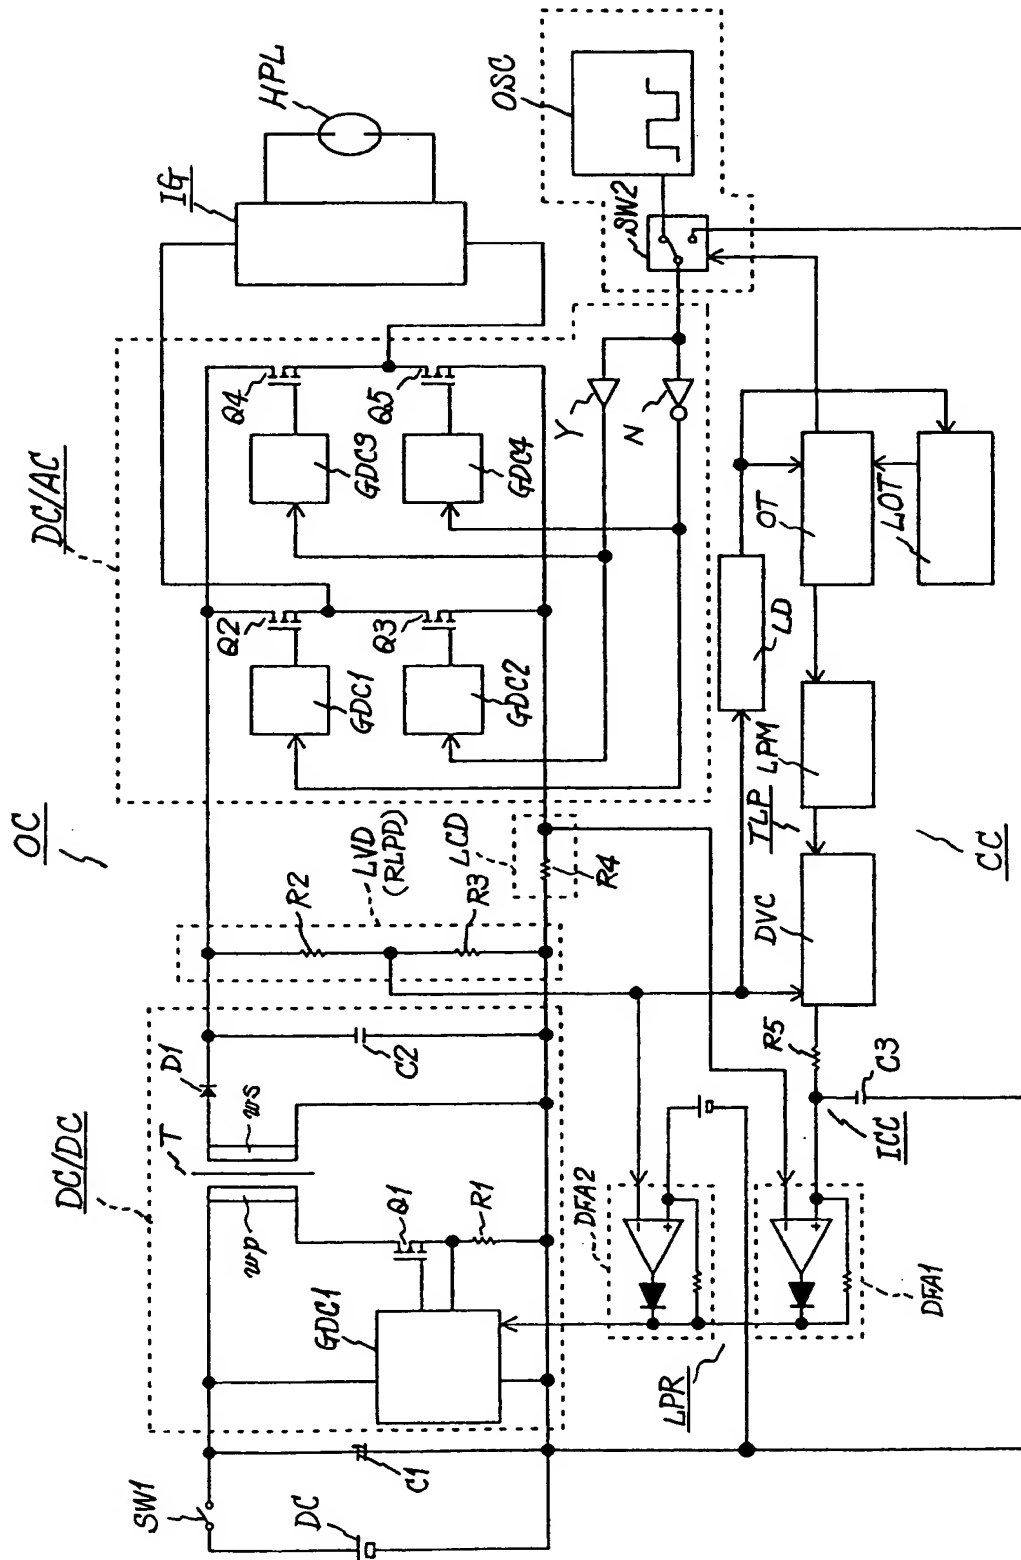 OC
DC/DC
DC/AC
SW1
DC
C1
GDC1
wp
T
ws
D1
Q1
R1
C2
R2
R3
LVD
(RLPD)
LCD
R4
Q2
GDC1
Q3
GDC2
Q4
GDC3
Q5
GDC4
Y
N
IG
HPL
OSC
SW2
LPR
DFA2
-
+
DFA1
-
+
ICC
R5
C3
DVC
TLP
LPM
LD
OT
LOT
CC